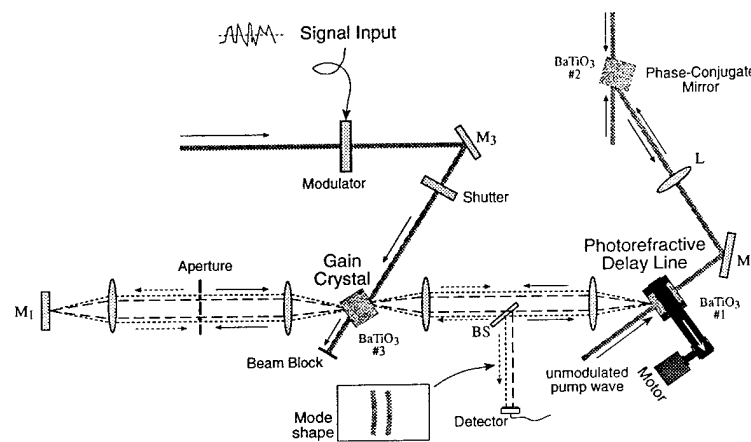 Signal Input
BaTiO3
#2
Phase-Conjugate
Mirror
M3
Modulator
Shutter
L
Aperture
Gain
Crystal
Photorefractive
Delay Line
M
M1
BaTiO3
#1
BS
Beam Block
BaTiO3
#3
unmodulated
pump wave
Motor
Mode
shape
Detector